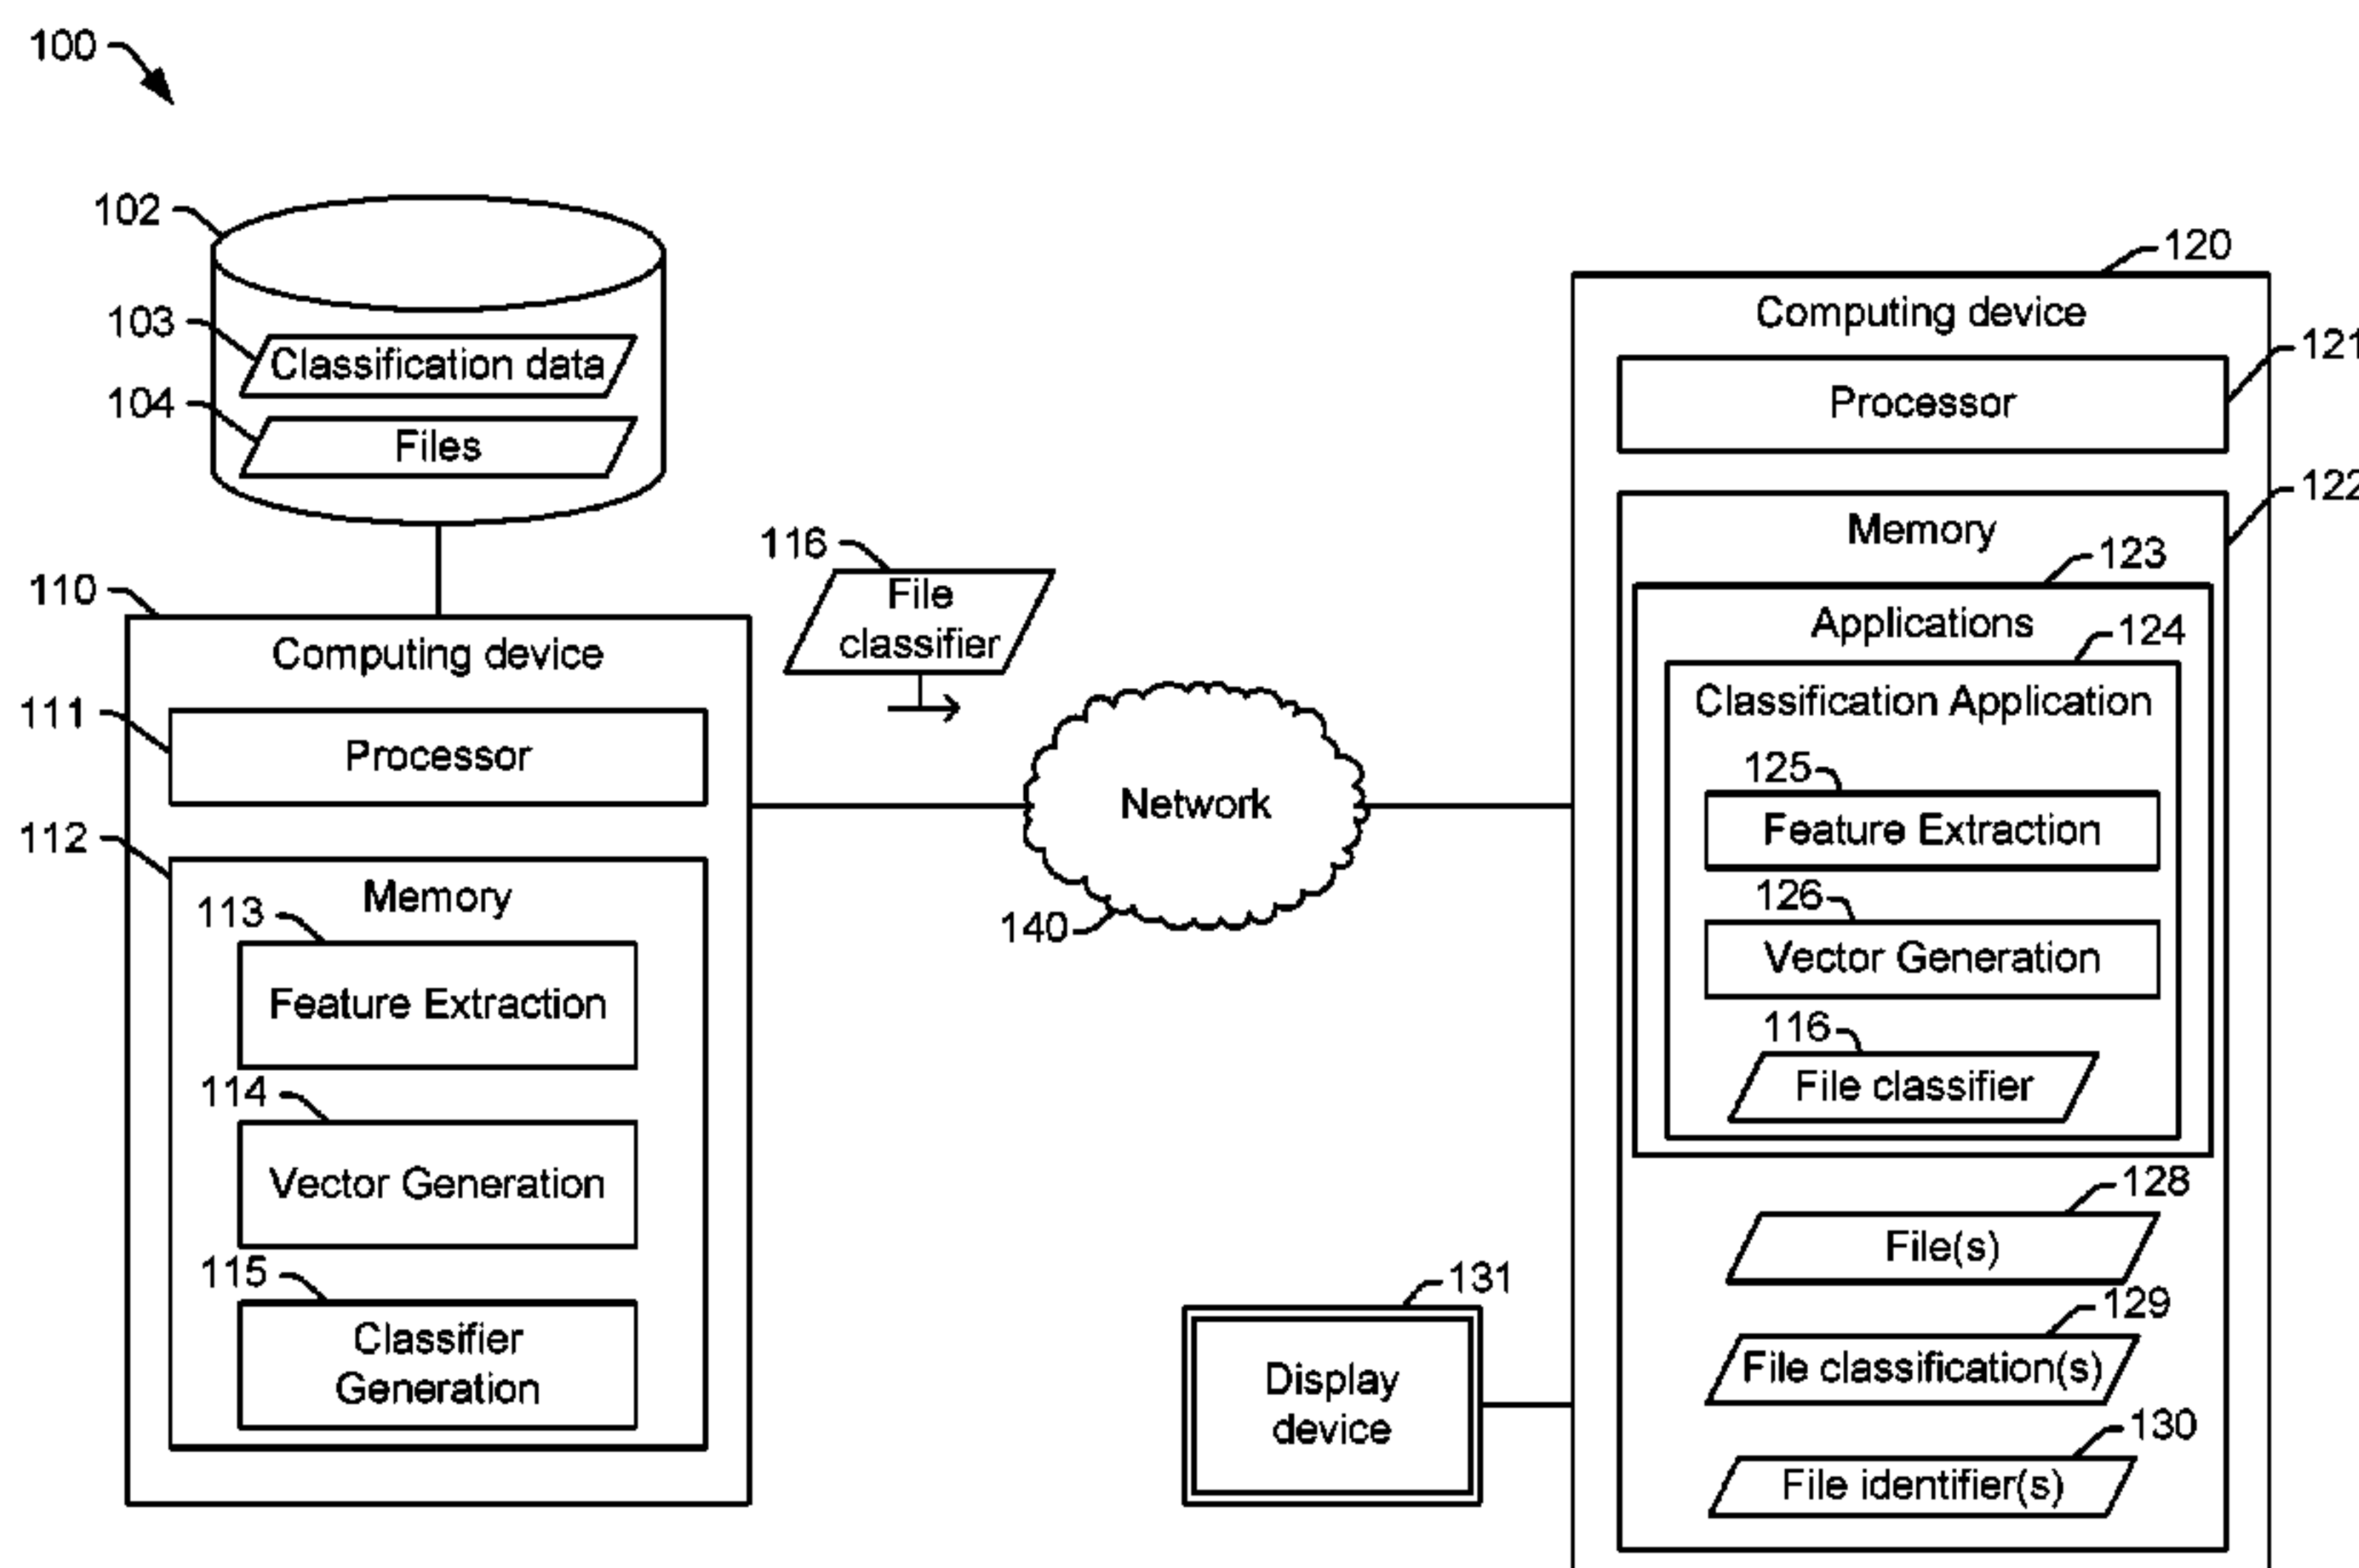 100
102
103
Classification data
104
Files
110
Computing device
111
Processor
112
Memory
113
Feature Extraction
114
Vector Generation
115
Classifier
Generation
116
File
classifier
Network
140
120
Computing device
121
Processor
122
Memory
123
Applications
124
Classification Application
125
Feature Extraction
126
Vector Generation
116
File classifier
128
File(s)
129
File classification(s)
130
File identifier(s)
131
Display
device